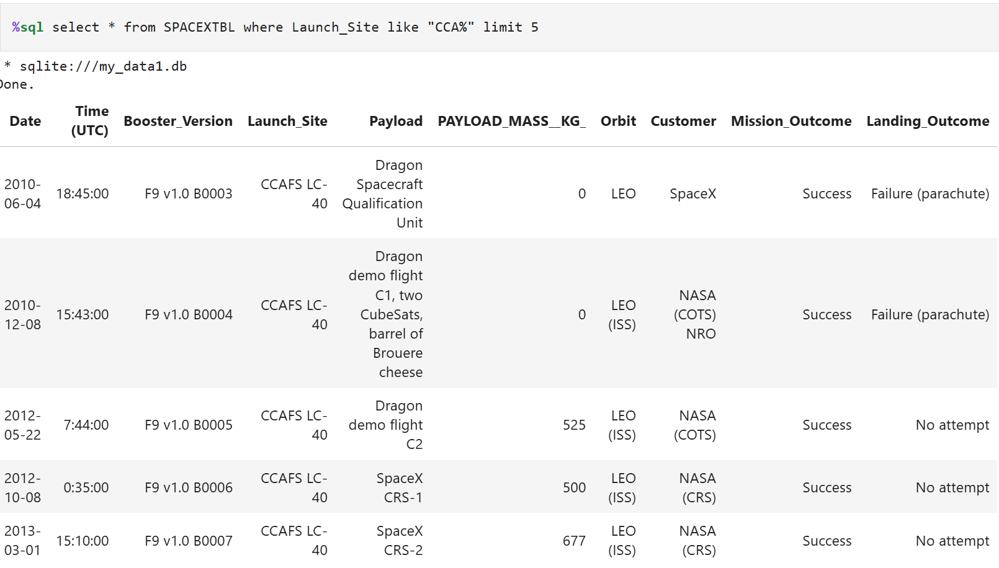 %sql select * from SPACEXTBL where Launch_Site like "CCA%" limit 5
* sqlite:///my_data1.db
Done.
Date Time (UTC) Booster_Version Launch_Site Payload PAYLOAD_MASS__KG_ Orbit Customer Mission_Outcome Landing_Outcome
2010-06-04 18:45:00 F9 v1.0 B0003 CCAFS LC-40 Dragon Spacecraft Qualification Unit 0 LEO SpaceX Success Failure (parachute)
2010-12-08 15:43:00 F9 v1.0 B0004 CCAFS LC-40 Dragon demo flight C1, two CubeSats, barrel of Brouere cheese 0 LEO (ISS) NASA (COTS) NRO Success Failure (parachute)
2012-05-22 7:44:00 F9 v1.0 B0005 CCAFS LC-40 Dragon demo flight C2 525 LEO (ISS) NASA (COTS) Success No attempt
2012-10-08 0:35:00 F9 v1.0 B0006 CCAFS LC-40 SpaceX CRS-1 500 LEO (ISS) NASA (CRS) Success No attempt
2013-03-01 15:10:00 F9 v1.0 B0007 CCAFS LC-40 SpaceX CRS-2 677 LEO (ISS) NASA (CRS) Success No attempt